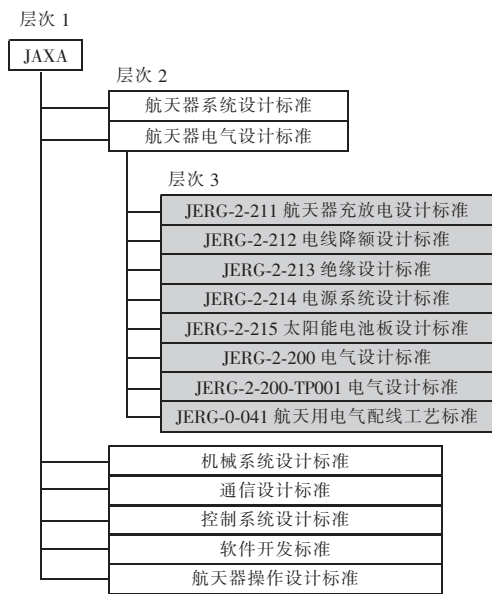 层次 1
JAXA
层次 2
航天器系统设计标准
航天器电气设计标准
层次 3
JERG-2-211 航天器充放电设计标准
JERG-2-212 电线降额设计标准
JERG-2-213 绝缘设计标准
JERG-2-214 电源系统设计标准
JERG-2-215 太阳能电池板设计标准
JERG-2-200 电气设计标准
JERG-2-200-TP001 电气设计标准
JERG-0-041 航天用电气配线工艺标准
机械系统设计标准
通信设计标准
控制系统设计标准
软件开发标准
航天器操作设计标准